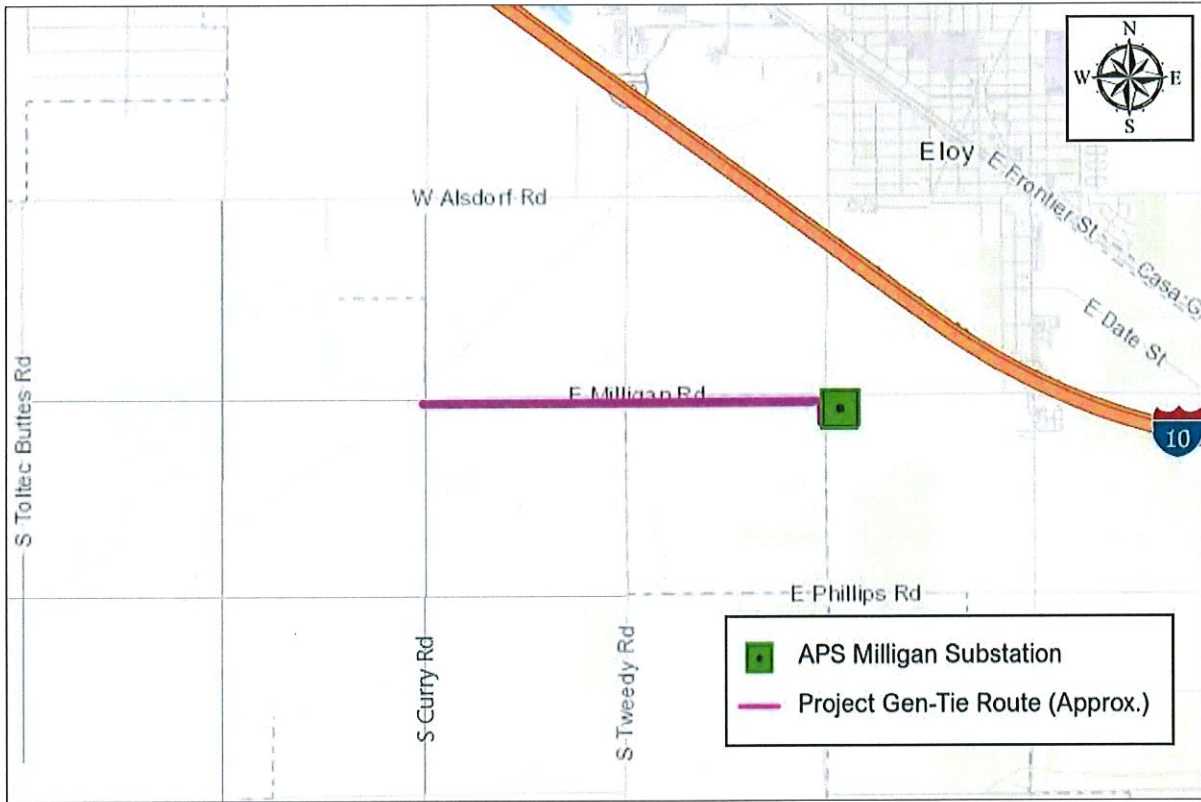 N
W
E
S
Eloy
E Frontier St
Casa G
W Alsdorf Rd
E Date St
S Toltec Buttes Rd
E Milligan Rd
10
E Phillips Rd
S Curry Rd
S Tweedy Rd
APS Milligan Substation
Project Gen-Tie Route (Approx.)